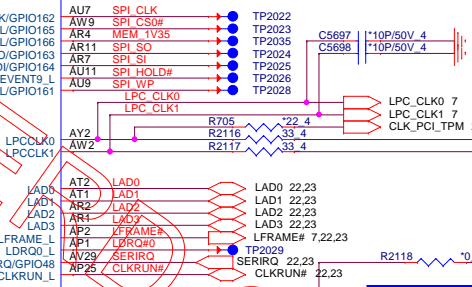 K/GPIO162 AU7 SPI_CLK TP2022
L/GPIO165 AW9 SPI_CS0# TP2023
L/GPIO166 AR4 MEM_1V35 TP2035
O/GPIO163 AR11 SPI_SO TP2024
I/GPIO164 AR7 SPI_SI TP2025
EVENT9_L AU11 SPI_HOLD# TP2026
L/GPIO161 AU9 SPI_WP TP2028
C5697 *10P/50V_4
C5698 *10P/50V_4
LPC_CLK0 LPC_CLK0 7
LPC_CLK1 LPC_CLK1 7
R705 *22_4 CLK_PCI_TPM
LPCCLK0 AY2 R2116 33_4
LPCCLK1 AW2 R2117 33_4
LAD0 AT2 LAD0 LAD0 22,23
LAD1 AT1 LAD1 LAD1 22,23
LAD2 AR2 LAD2 LAD2 22,23
LAD3 AR1 LAD3 LAD3 22,23
LFRAME_L AP2 LFRAME# LFRAME# 7,22,23
LDRQ0_L AP1 LDRQ#0 TP2029
RQ/GPIO48 AV29 SERIRQ SERIRQ 22,23
CLKRUN_L AP25 CLKRUN# CLKRUN# 22,23
R2118 *0